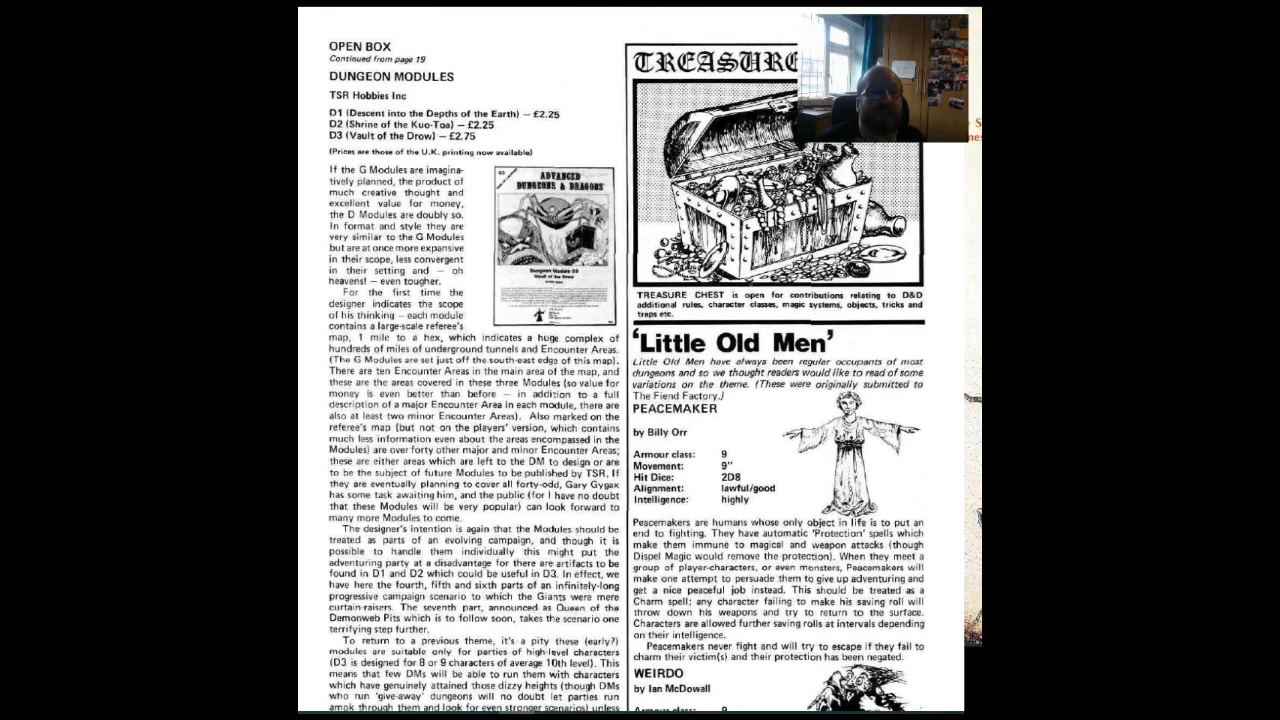 OPEN BOX
Continued from page 19
DUNGEON MODULES
TSR Hobbies Inc
D1 (Descent into the Depths of the Earth) — £2.25
D2 (Shrine of the Kuo-Toa) — £2.25
D3 (Vault of the Drow) — £2.75
(Prices are those of the U.K. printing now available)
If the G Modules are imagina-
tively planned, the product of
much creative thought and
excellent value for money,
the D Modules are doubly so.
In format and style they are
very similar to the G Modules
but are at once more expansive
in their scope, less convergent
in their setting and — oh
heavens! — even tougher.
For the first time the
designer indicates the scope
of his thinking — each module
contains a large-scale referee's
map, 1 mile to a hex, which indicates a huge complex of
hundreds of miles of underground tunnels and Encounter Areas.
(The G Modules are set just off the south-east edge of this map).
There are ten Encounter Areas in the main area of the map, and
these are the areas covered in these three Modules (so value for
money is even better than before — in addition to a full
description of a major Encounter Area in each module, there are
also at least two minor Encounter Areas). Also marked on the
referee's map (but not on the players' version, which contains
much less information even about the areas encompassed in the
Modules) are over forty other major and minor Encounter Areas;
these are either areas which are left to the DM to design or are
to be the subject of future Modules to be published by TSR. If
they are eventually planning to cover all forty-odd, Gary Gygax
has some task awaiting him, and the public (for I have no doubt
that these Modules will be very popular) can look forward to
many more Modules to come.
The designer's intention is again that the Modules should be
treated as parts of an evolving campaign, and though it is
possible to handle them individually this might put the
adventuring party at a disadvantage for there are artifacts to be
found in D1 and D2 which could be useful in D3. In effect, we
have here the fourth, fifth and sixth parts of an infinitely-long
progressive campaign scenario to which the Giants were mere
curtain-raisers. The seventh part, announced as Queen of the
Demonweb Pits which is to follow soon, takes the scenario one
terrifying step further.
To return to a previous theme, it's a pity these (early?)
modules are suitable only for parties of high-level characters
(D3 is designed for 8 or 9 characters of average 10th level). This
means that few DMs will be able to run them with characters
which have genuinely attained those dizzy heights (though DMs
who run 'give-away' dungeons will no doubt let parties run
amok through them and look for even stronger scenarios) unless
ADVANCED
DUNGEONS & DRAGONS
Dungeon Module D3
Vault of the Drow
TREASURE
TREASURE CHEST is open for contributions relating to D&D
additional rules, character classes, magic systems, objects, tricks and
traps etc.
'Little Old Men'
Little Old Men have always been regular occupants of most
dungeons and so we thought readers would like to read of some
variations on the theme. (These were originally submitted to
The Fiend Factory.)
PEACEMAKER
by Billy Orr
Armour class: 9
Movement: 9"
Hit Dice: 2D8
Alignment: lawful/good
Intelligence: highly
Peacemakers are humans whose only object in life is to put an
end to fighting. They have automatic 'Protection' spells which
make them immune to magical and weapon attacks (though
Dispel Magic would remove the protection). When they meet a
group of player-characters, or even monsters, Peacemakers will
make one attempt to persuade them to give up adventuring and
get a nice peaceful job instead. This should be treated as a
Charm spell; any character failing to make his saving roll will
throw down his weapons and try to return to the surface.
Characters are allowed further saving rolls at intervals depending
on their intelligence.
Peacemakers never fight and will try to escape if they fail to
charm their victim(s) and their protection has been negated.
WEIRDO
by Ian McDowall
Armour class: 9